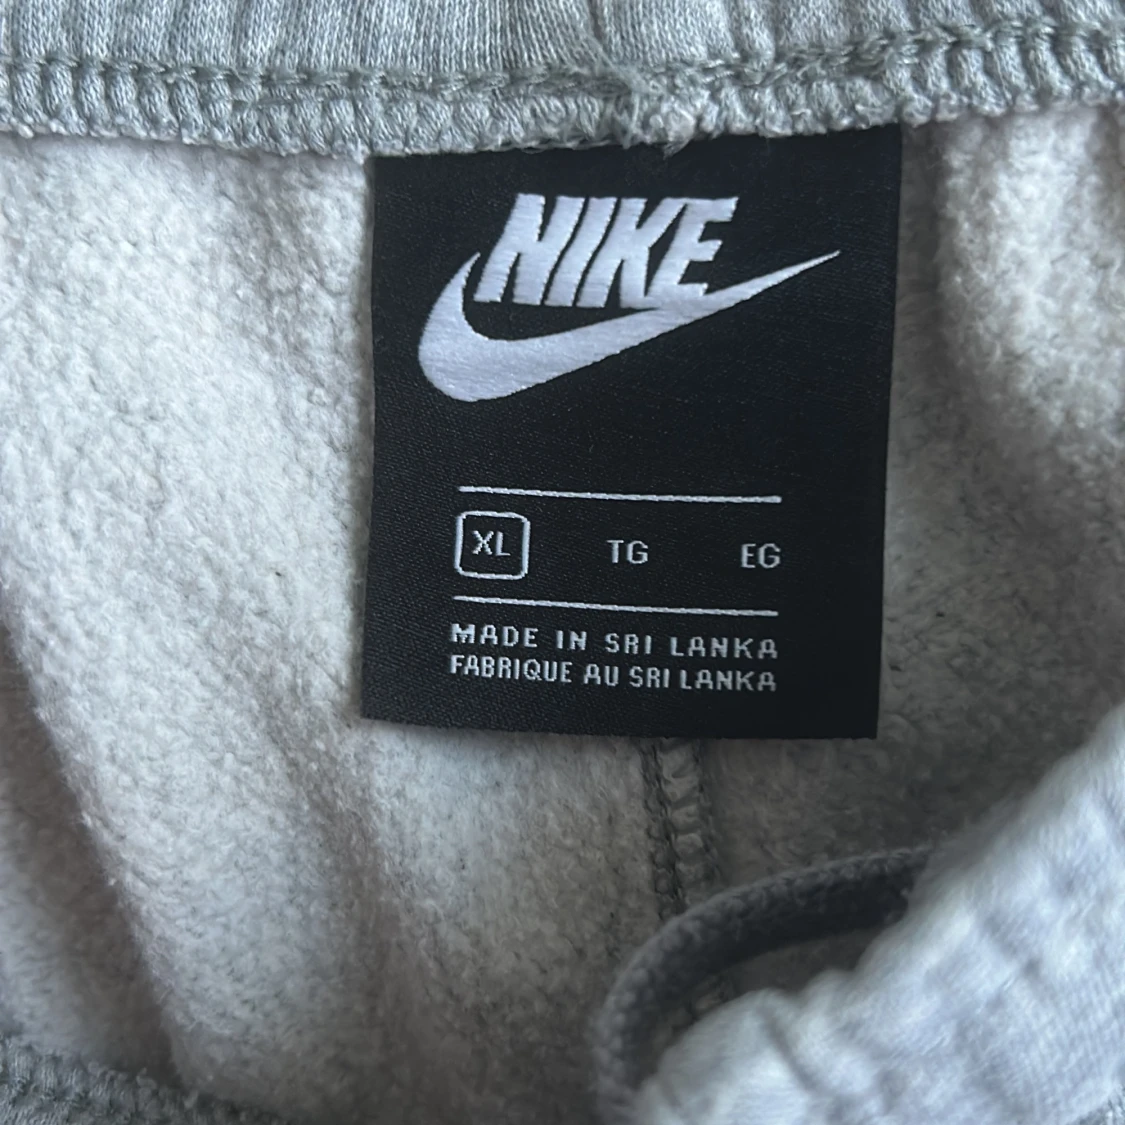 NIKE
XL TG EG
MADE IN SRI LANKA
FABRIQUE AU SRI LANKA